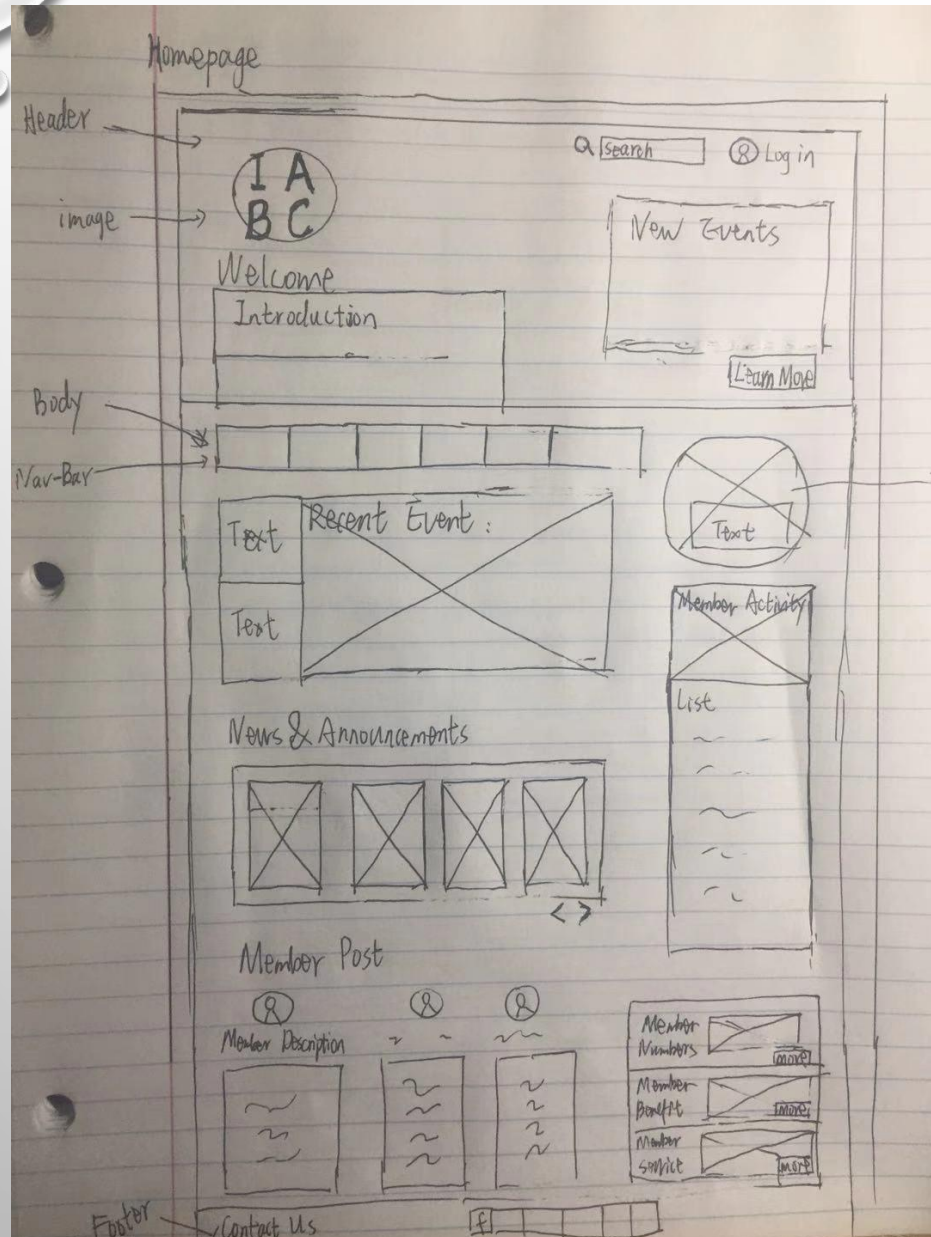 Homepage
Header
search
Log in
image
I A
B C
New Events
Welcome
Introduction
Learn More
Body
Nav-Bar
Text
Recent Event :
Text
Text
Member Activity
List
News & Announcements
< >
Member Post
Member Description
Member
Numbers
more
Member
Benefit
more
Member
more
Footer
Contact Us
f